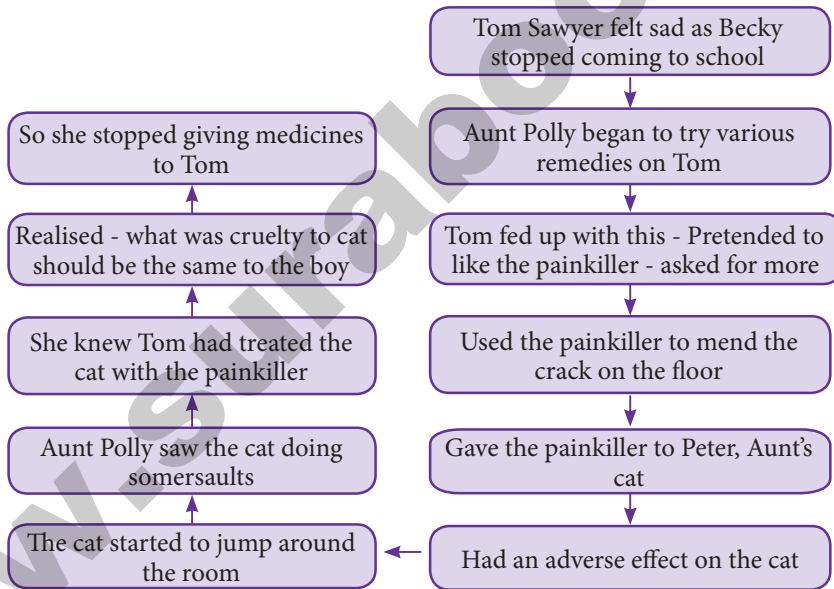 Tom Sawyer felt sad as Becky
stopped coming to school
Aunt Polly began to try various
remedies on Tom
Tom fed up with this - Pretended to
like the painkiller - asked for more
Used the painkiller to mend the
crack on the floor
Gave the painkiller to Peter, Aunt's
cat
Had an adverse effect on the cat
The cat started to jump around
the room
Aunt Polly saw the cat doing
somersaults
She knew Tom had treated the
cat with the painkiller
Realised - what was cruelty to cat
should be the same to the boy
So she stopped giving medicines
to Tom
w.suraboo